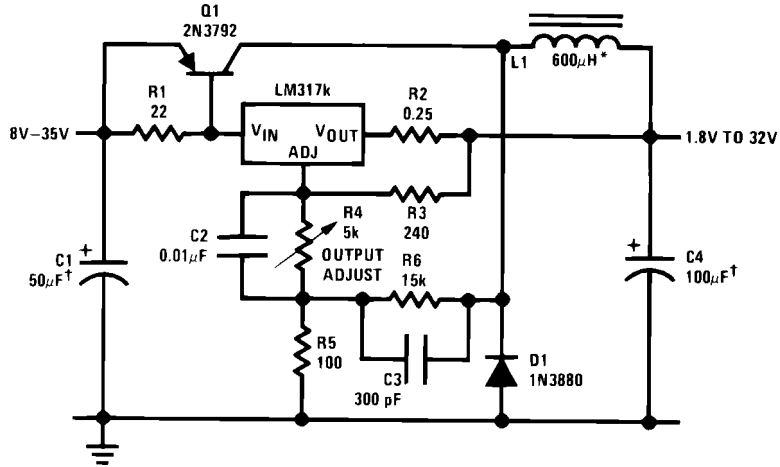 Q1
2N3792
R1
22
LM317k
R2
0.25
L1
600µH*
8V–35V
VIN
VOUT
ADJ
1.8V TO 32V
R4
5k
OUTPUT
ADJUST
R3
240
C2
0.01µF
R6
15k
+
C1
50µF†
+
C4
100µF†
R5
100
C3
300 pF
D1
1N3880